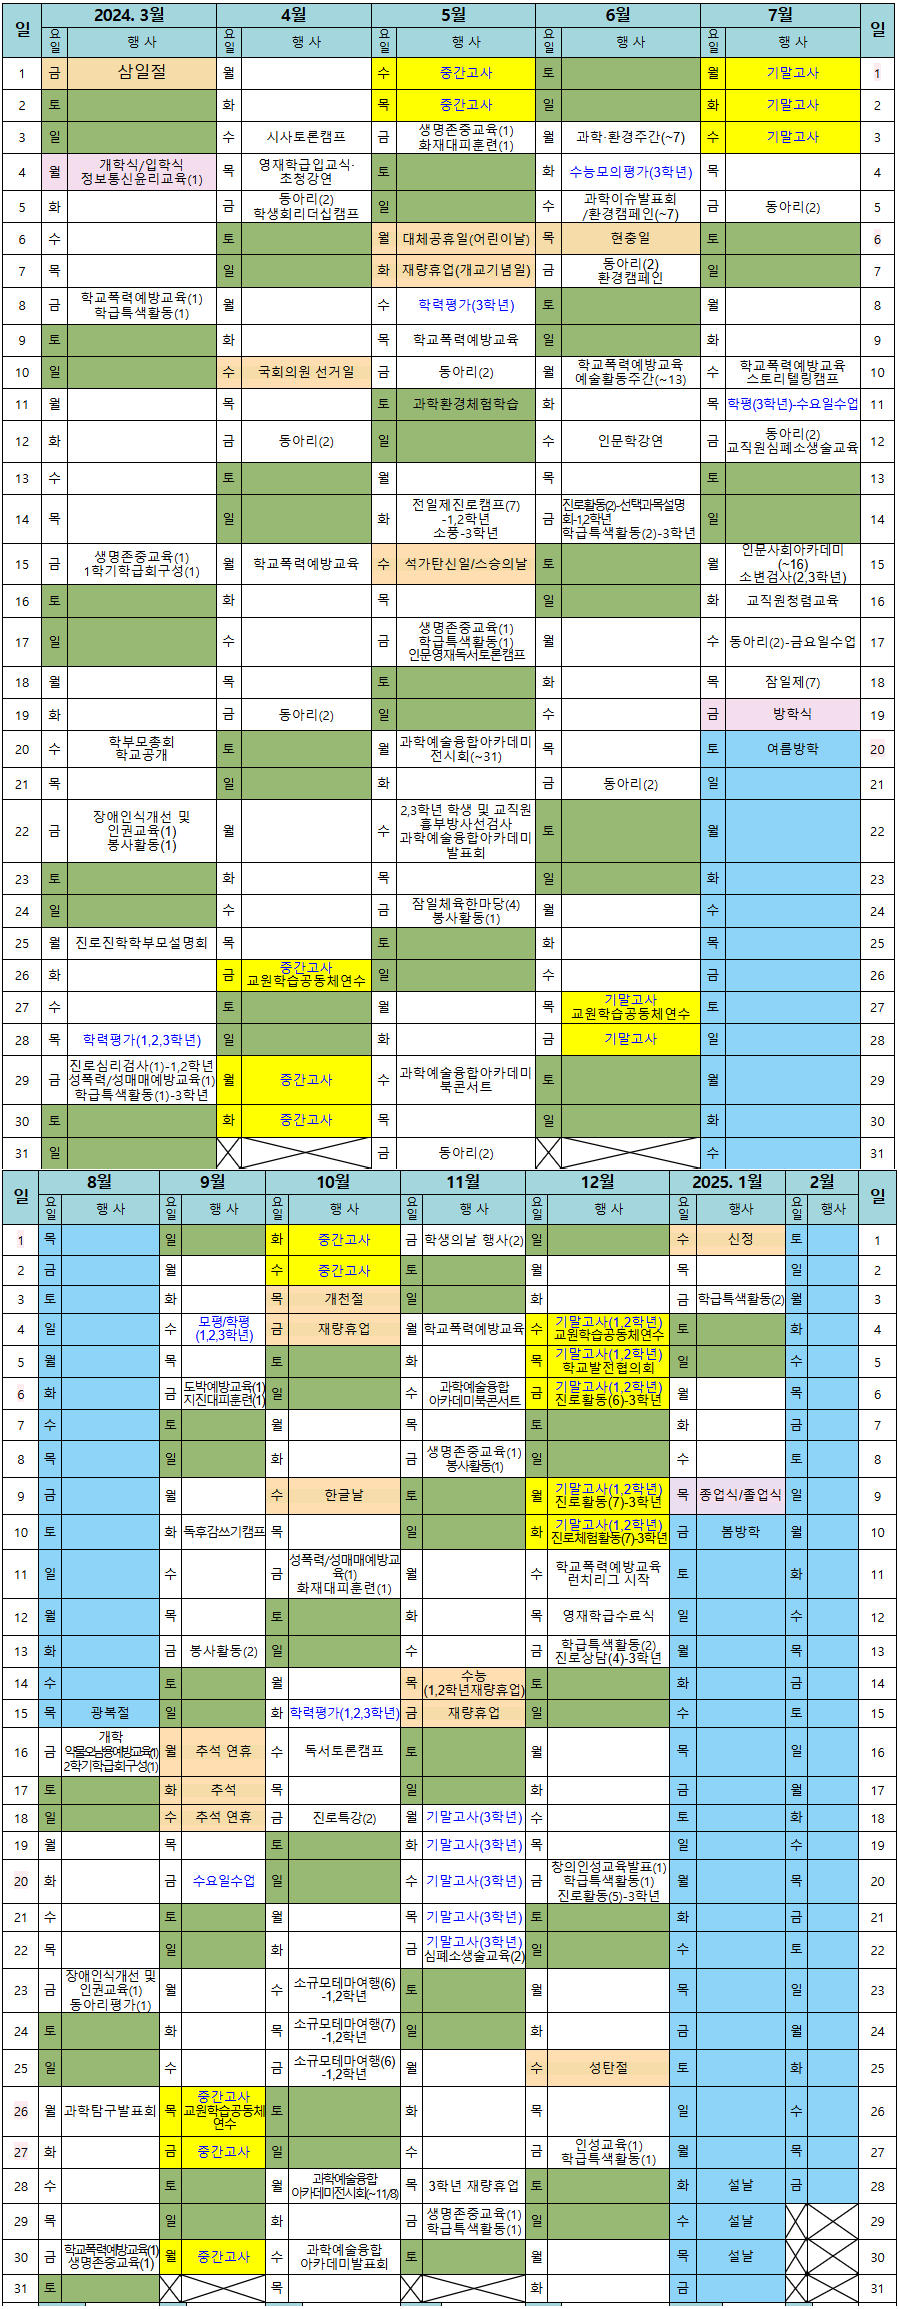 일 2024. 3월 4월 5월 6월 7월 일
요일 행 사 요일 행 사 요일 행 사 요일 행 사 요일 행 사
1 금 삼일절 월 수 중간고사 토 월 기말고사 1
2 토 화 목 중간고사 일 화 기말고사 2
3 일 수 시사토론캠프 금 생명존중교육(1) 화재대피훈련(1) 월 과학·환경주간(~7) 수 기말고사 3
4 월 개학식/입학식 정보통신윤리교육(1) 목 영재학급입교식· 초청강연 토 화 수능모의평가(3학년) 목 4
5 화 금 동아리(2) 학생회리더십캠프 일 수 과학이슈발표회 /환경캠페인(~7) 금 동아리(2) 5
6 수 토 월 대체공휴일(어린이날) 목 현충일 토 6
7 목 일 화 재량휴업(개교기념일) 금 동아리(2) 환경캠페인 일 7
8 금 학교폭력예방교육(1) 학급특색활동(1) 월 수 학력평가(3학년) 토 월 8
9 토 화 목 학교폭력예방교육 일 화 9
10 일 수 국회의원 선거일 금 동아리(2) 월 학교폭력예방교육 예술활동주간(~13) 수 학교폭력예방교육 스토리텔링캠프 10
11 월 목 토 과학환경체험학습 화 목 학평(3학년)-수요일수업 11
12 화 금 동아리(2) 일 수 인문학강연 금 동아리(2) 교직원심폐소생술교육 12
13 수 토 월 목 토 13
14 목 일 화 전일제진로캠프(7) -1,2학년 소풍-3학년 금 진로활동(2)-선택과목설명회-1,2학년 학급특색활동(2)-3학년 일 14
15 금 생명존중교육(1) 1학기학급회구성(1) 월 학교폭력예방교육 수 석가탄신일/스승의날 토 월 인문사회아카데미 (~16) 소변검사(2,3학년) 15
16 토 화 목 일 화 교직원청렴교육 16
17 일 수 금 생명존중교육(1) 학급특색활동(1) 인문영재독서토론캠프 월 수 동아리(2)-금요일수업 17
18 월 목 토 화 목 잠일제(7) 18
19 화 금 동아리(2) 일 수 금 방학식 19
20 수 학부모총회 학교공개 토 월 과학예술융합아카데미 전시회(~31) 목 토 여름방학 20
21 목 일 화 금 동아리(2) 일 21
22 금 장애인식개선 및 인권교육(1) 봉사활동(1) 월 수 2,3학년 학생 및 교직원 흉부방사선검사 과학예술융합아카데미 발표회 토 월 22
23 토 화 목 일 화 23
24 일 수 금 잠일체육한마당(4) 봉사활동(1) 월 수 24
25 월 진로진학학부모설명회 목 토 화 목 25
26 화 금 중간고사 교원학습공동체연수 일 수 금 26
27 수 토 월 목 기말고사 교원학습공동체연수 토 27
28 목 학력평가(1,2,3학년) 일 화 금 기말고사 일 28
29 금 진로심리검사(1)-1,2학년 성폭력/성매매예방교육(1) 학급특색활동(1)-3학년 월 중간고사 수 과학예술융합아카데미 북콘서트 토 월 29
30 토 화 중간고사 목 일 화 30
31 일 금 동아리(2) 수 31
일 8월 9월 10월 11월 12월 2025. 1월 2월 일
요일 행 사 요일 행 사 요일 행 사 요일 행 사 요일 행 사 요일 행사 요일 행사
1 목 일 화 중간고사 금 학생의날 행사(2) 일 수 신정 토 1
2 금 월 수 중간고사 토 월 목 일 2
3 토 화 목 개천절 일 화 금 학급특색활동(2) 월 3
4 일 수 모평/학평 (1,2,3학년) 금 재량휴업 월 학교폭력예방교육 수 기말고사(1,2학년) 교원학습공동체연수 토 화 4
5 월 목 토 화 목 기말고사(1,2학년) 학교발전협의회 일 수 5
6 화 금 도박예방교육(1) 지진대피훈련(1) 일 수 과학예술융합 아카데미북콘서트 금 기말고사(1,2학년) 진로활동(6)-3학년 월 목 6
7 수 토 월 목 토 화 금 7
8 목 일 화 금 생명존중교육(1) 봉사활동(1) 일 수 토 8
9 금 월 수 한글날 토 월 기말고사(1,2학년) 진로활동(7)-3학년 목 종업식/졸업식 일 9
10 토 화 독후감쓰기캠프 목 일 화 기말고사(1,2학년) 진로체험활동(7)-3학년 금 봄방학 월 10
11 일 수 금 성폭력/성매매예방교육(1) 화재대피훈련(1) 월 수 학교폭력예방교육 런치리그 시작 토 화 11
12 월 목 토 화 목 영재학급수료식 일 수 12
13 화 금 봉사활동(2) 일 수 금 학급특색활동(2) 진로상담(4)-3학년 월 목 13
14 수 토 월 목 수능 (1,2학년재량휴업) 토 화 금 14
15 목 광복절 일 화 학력평가(1,2,3학년) 금 재량휴업 일 수 토 15
16 금 개학 약물오남용예방교육(1) 2학기학급회구성(1) 월 추석 연휴 수 독서토론캠프 토 월 목 일 16
17 토 화 추석 목 일 화 금 월 17
18 일 수 추석 연휴 금 진로특강(2) 월 기말고사(3학년) 수 토 화 18
19 월 목 토 화 기말고사(3학년) 목 일 수 19
20 화 금 수요일수업 일 수 기말고사(3학년) 금 창의인성교육발표(1) 학급특색활동(1) 진로활동(5)-3학년 월 목 20
21 수 토 월 목 기말고사(3학년) 토 화 금 21
22 목 일 화 금 기말고사(3학년) 심폐소생술교육(2) 일 수 토 22
23 금 장애인식개선 및 인권교육(1) 동아리평가(1) 월 수 소규모테마여행(6) -1,2학년 토 월 목 일 23
24 토 화 목 소규모테마여행(7) -1,2학년 일 화 금 월 24
25 일 수 금 소규모테마여행(6) -1,2학년 월 수 성탄절 토 화 25
26 월 과학탐구발표회 목 중간고사 교원학습공동체연수 토 화 목 일 수 26
27 화 금 중간고사 일 수 금 인성교육(1) 학급특색활동(1) 월 목 27
28 수 토 월 과학예술융합 아카데미전시회(~11/8) 목 3학년 재량휴업 토 화 설날 금 28
29 목 일 화 금 생명존중교육(1) 학급특색활동(1) 일 수 설날 29
30 금 학교폭력예방교육(1) 생명존중교육(1) 월 중간고사 수 과학예술융합 아카데미발표회 토 월 목 설날 30
31 토 목 화 금 31